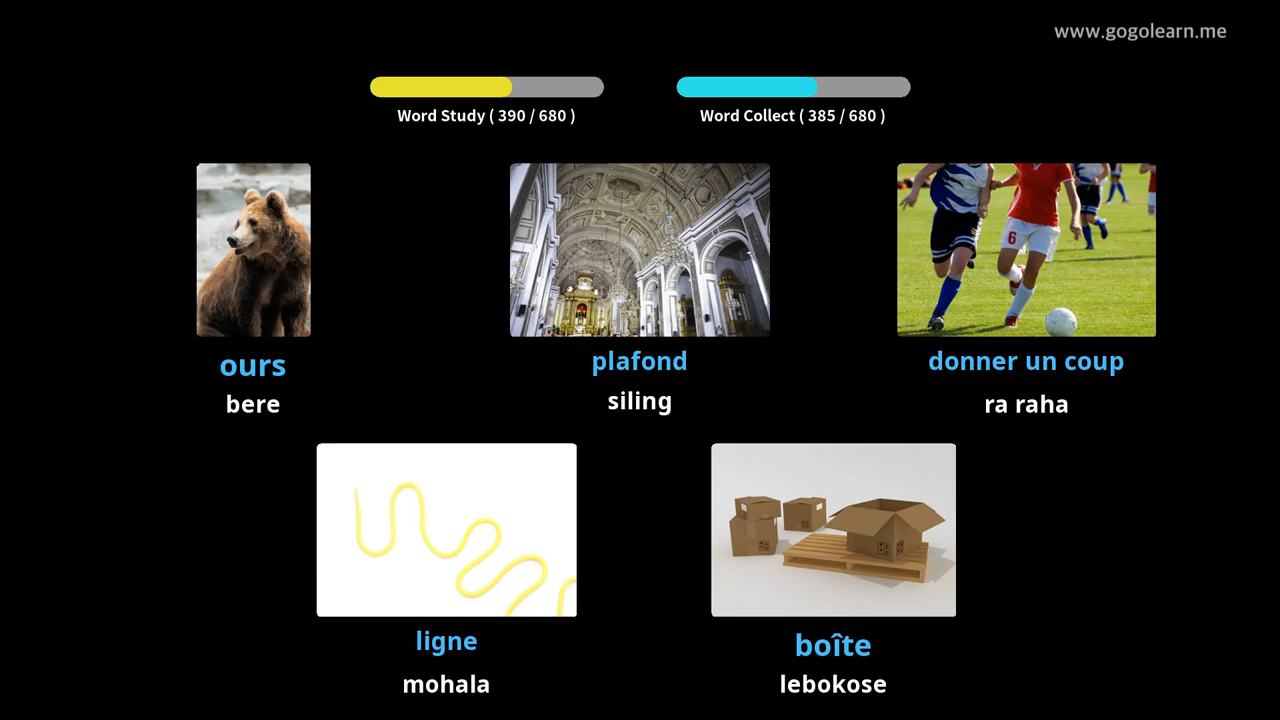 www.gogolearn.me
Word Study ( 390 / 680 )
Word Collect ( 385 / 680 )
ours
bere
plafond
siling
donner un coup
ra raha
6
ligne
mohala
boîte
lebokose